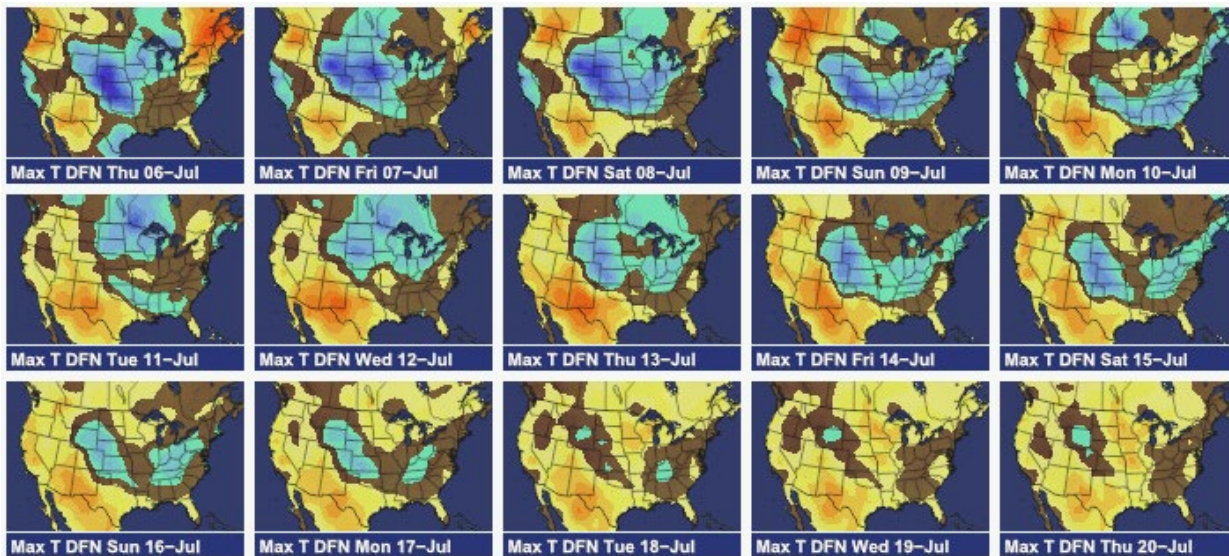 Max T DFN Thu 06-Jul
Max T DFN Fri 07-Jul
Max T DFN Sat 08-Jul
Max T DFN Sun 09-Jul
Max T DFN Mon 10-Jul
Max T DFN Tue 11-Jul
Max T DFN Wed 12-Jul
Max T DFN Thu 13-Jul
Max T DFN Fri 14-Jul
Max T DFN Sat 15-Jul
Max T DFN Sun 16-Jul
Max T DFN Mon 17-Jul
Max T DFN Tue 18-Jul
Max T DFN Wed 19-Jul
Max T DFN Thu 20-Jul